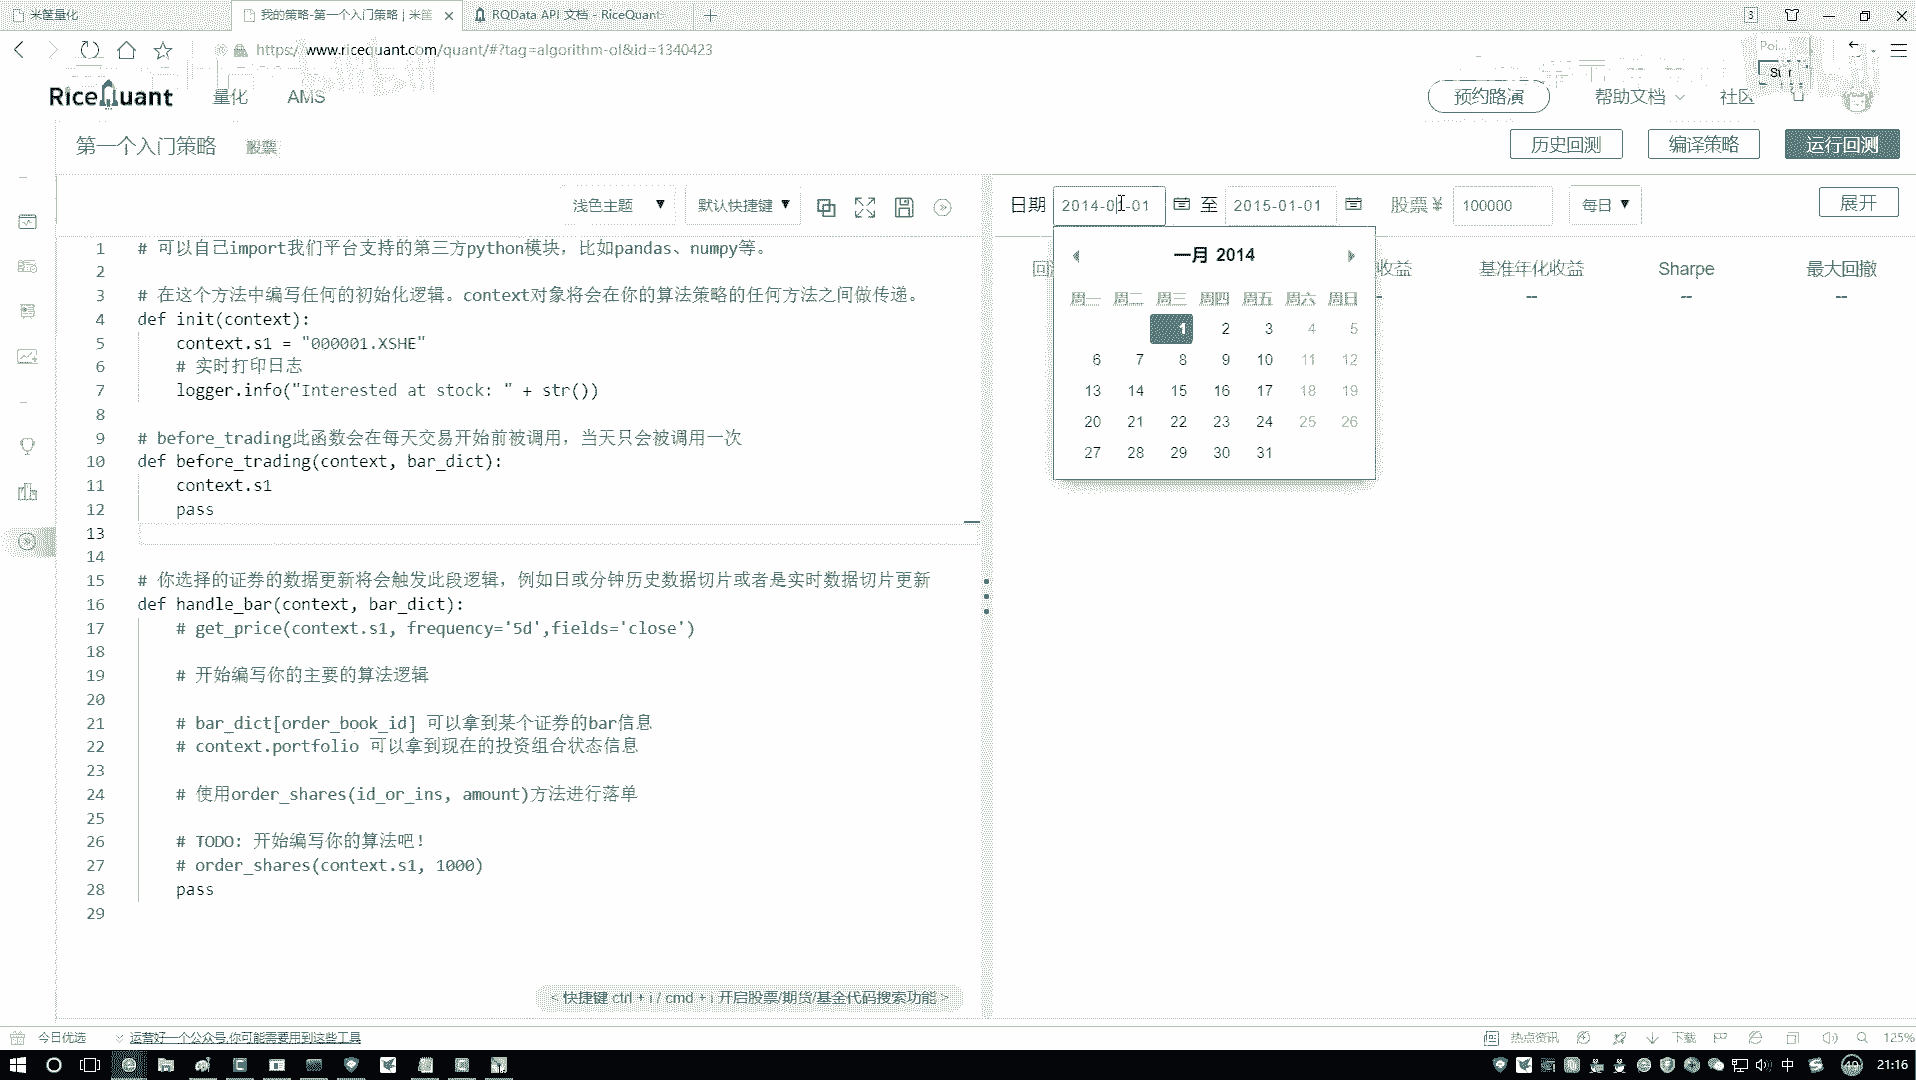 米筐量化
我的策略-第一个入门策略 | 米筐
RQData API 文档 - RiceQuant
3
https://www.ricequant.com/quant/#?tag=algorithm-ol&id=1340423
RiceQuant
量化
AMS
预约路演
帮助文档
社区
第一个入门策略
股票
历史回测
编译策略
运行回测
浅色主题 ▼
默认快捷键 ▼
日期
2014-01-01
至
2015-01-01
股票 ¥
100000
每日 ▼
展开
1 # 可以自己import我们平台支持的第三方python模块，比如pandas、numpy等。
2
3 # 在这个方法中编写任何的初始化逻辑。context对象将会在你的算法策略的任何方法之间做传递。
4 def init(context):
5 context.s1 = "000001.XSHE"
6 # 实时打印日志
7 logger.info("Interested at stock: " + str())
8
9 # before_trading此函数会在每天交易开始前被调用，当天只会被调用一次
10 def before_trading(context, bar_dict):
11 context.s1
12 pass
13
14
15 # 你选择的证券的数据更新将会触发此段逻辑，例如日或分钟历史数据切片或者是实时数据切片更新
16 def handle_bar(context, bar_dict):
17 # get_price(context.s1, frequency='5d',fields='close')
18
19 # 开始编写你的主要的算法逻辑
20
21 # bar_dict[order_book_id] 可以拿到某个证券的bar信息
22 # context.portfolio 可以拿到现在的投资组合状态信息
23
24 # 使用order_shares(id_or_ins, amount)方法进行落单
25
26 # TODO: 开始编写你的算法吧！
27 # order_shares(context.s1, 1000)
28 pass
29
< 快捷键 ctrl + i / cmd + i 开启股票/期货/基金代码搜索功能 >
一月 2014
周一 周二 周三 周四 周五 周六 周日
1 2 3 4 5
6 7 8 9 10 11 12
13 14 15 16 17 18 19
20 21 22 23 24 25 26
27 28 29 30 31
收益
基准年化收益
Sharpe
最大回撤
-- -- --
今日优选
运营好一个公众号,你可能需要用到这些工具
热点资讯
下载
125%
中
49
21:16